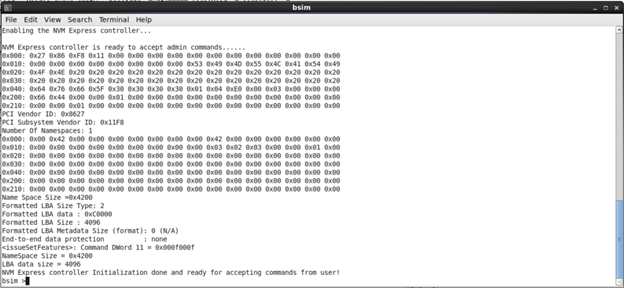 bsim
File Edit View Search Terminal Help
Enabling the NVM Express controller...
NVM Express controller is ready to accept admin commands......
0x000: 0x27 0x86 0xF8 0x11 0x00 0x00 0x00 0x00 0x00 0x00 0x00 0x00 0x00 0x00 0x00 0x00
0x010: 0x00 0x00 0x00 0x00 0x00 0x00 0x00 0x00 0x53 0x49 0x4D 0x55 0x4C 0x41 0x54 0x49
0x020: 0x4F 0x4E 0x20 0x20 0x20 0x20 0x20 0x20 0x20 0x20 0x20 0x20 0x20 0x20 0x20 0x20
0x030: 0x20 0x20 0x20 0x20 0x20 0x20 0x20 0x20 0x20 0x20 0x20 0x20 0x20 0x20 0x20 0x20
0x040: 0x64 0x76 0x66 0x5F 0x30 0x30 0x30 0x30 0x01 0x04 0xE0 0x00 0x03 0x00 0x00 0x00
0x200: 0x66 0x44 0x00 0x00 0x01 0x00 0x00 0x00 0x00 0x00 0x00 0x00 0x00 0x00 0x00 0x00
0x210: 0x00 0x00 0x01 0x00 0x00 0x00 0x00 0x00 0x00 0x00 0x00 0x00 0x00 0x00 0x00 0x00
PCI Vendor ID: 0x8627
PCI Subsystem Vendor ID: 0x11F8
Number Of Namespaces: 1
0x000: 0x00 0x42 0x00 0x00 0x00 0x00 0x00 0x00 0x00 0x42 0x00 0x00 0x00 0x00 0x00 0x00
0x010: 0x00 0x00 0x00 0x00 0x00 0x00 0x00 0x00 0x00 0x03 0x02 0x03 0x00 0x00 0x01 0x00
0x020: 0x00 0x00 0x00 0x00 0x00 0x00 0x00 0x00 0x00 0x00 0x00 0x00 0x00 0x00 0x00 0x00
0x030: 0x00 0x00 0x00 0x00 0x00 0x00 0x00 0x00 0x00 0x00 0x00 0x00 0x00 0x00 0x00 0x00
0x040: 0x00 0x00 0x00 0x00 0x00 0x00 0x00 0x00 0x00 0x00 0x00 0x00 0x00 0x00 0x00 0x00
0x200: 0x00 0x00 0x00 0x00 0x00 0x00 0x00 0x00 0x00 0x00 0x00 0x00 0x00 0x00 0x00 0x00
0x210: 0x00 0x00 0x00 0x00 0x00 0x00 0x00 0x00 0x00 0x00 0x00 0x00 0x00 0x00 0x00 0x00
Name Space Size =0x4200
Formatted LBA Size Type: 2
Formatted LBA data : 0xC0000
Formatted LBA Size : 4096
Formatted LBA Metadata Size (format): 0 (N/A)
End-to-end data protection : none
<issueSetFeatures>: Command DWord 11 = 0x000f000f
NameSpace Size = 0x4200
LBA data size = 4096
NVM Express controller Initialization done and ready for accepting commands from user!
bsim >